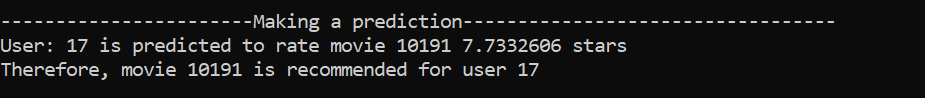 -----------------------Making a prediction----------------------------------
User: 17 is predicted to rate movie 10191 7.7332606 stars
Therefore, movie 10191 is recommended for user 17